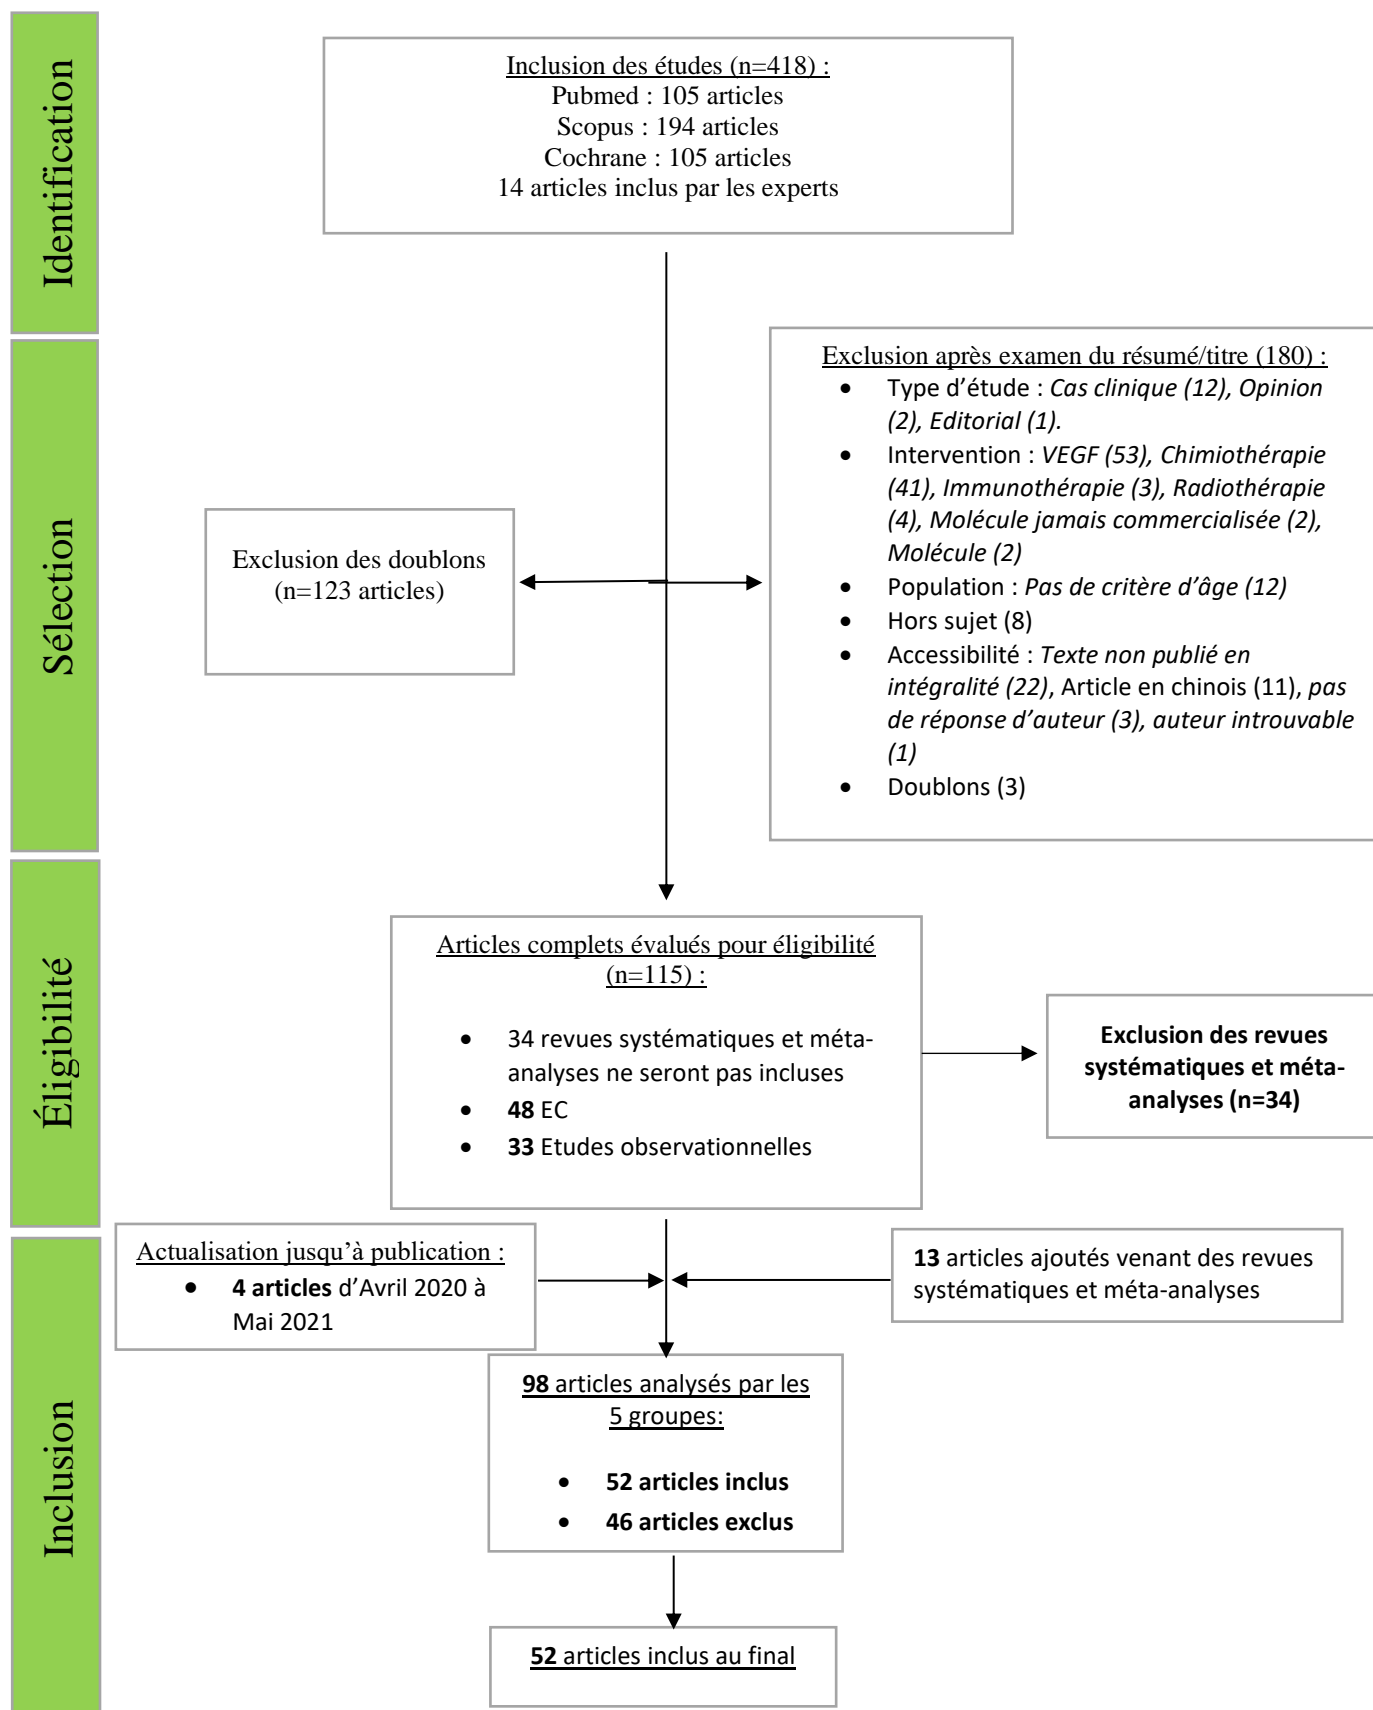 Identification
Inclusion des études (n=418) :
Pubmed : 105 articles
Scopus : 194 articles
Cochrane : 105 articles
14 articles inclus par les experts
Sélection
Exclusion des doublons
(n=123 articles)
Exclusion après examen du résumé/titre (180) :
• Type d’étude : Cas clinique (12), Opinion
(2), Editorial (1).
• Intervention : VEGF (53), Chimiothérapie
(41), Immunothérapie (3), Radiothérapie
(4), Molécule jamais commercialisée (2),
Molécule (2)
• Population : Pas de critère d’âge (12)
• Hors sujet (8)
• Accessibilité : Texte non publié en
intégralité (22), Article en chinois (11), pas
de réponse d’auteur (3), auteur introuvable
(1)
• Doublons (3)
Éligibilité
Articles complets évalués pour éligibilité
(n=115) :
• 34 revues systématiques et méta-
analyses ne seront pas incluses
• 48 EC
• 33 Etudes observationnelles
Exclusion des revues
systématiques et méta-
analyses (n=34)
Inclusion
Actualisation jusqu’à publication :
• 4 articles d’Avril 2020 à
Mai 2021
13 articles ajoutés venant des revues
systématiques et méta-analyses
98 articles analysés par les
5 groupes:
• 52 articles inclus
• 46 articles exclus
52 articles inclus au final